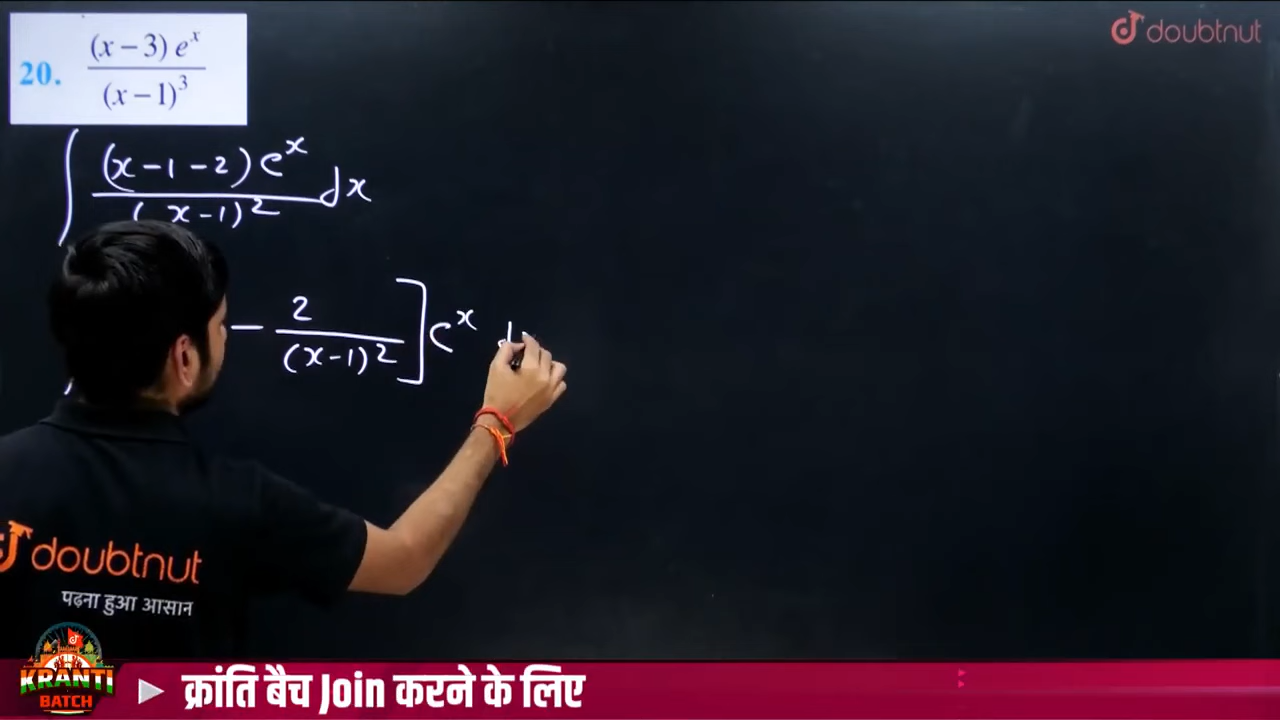 doubtnut
20. (x – 3) e^x / (x – 1)^3
∫ (x – 1 – 2) e^x / (x – 1)^2 dx
– 2 / (x – 1)^2 ] e^x d
doubtnut
पढ़ना हुआ आसान
KRANTI
BATCH
क्रांति बैच Join करने के लिए